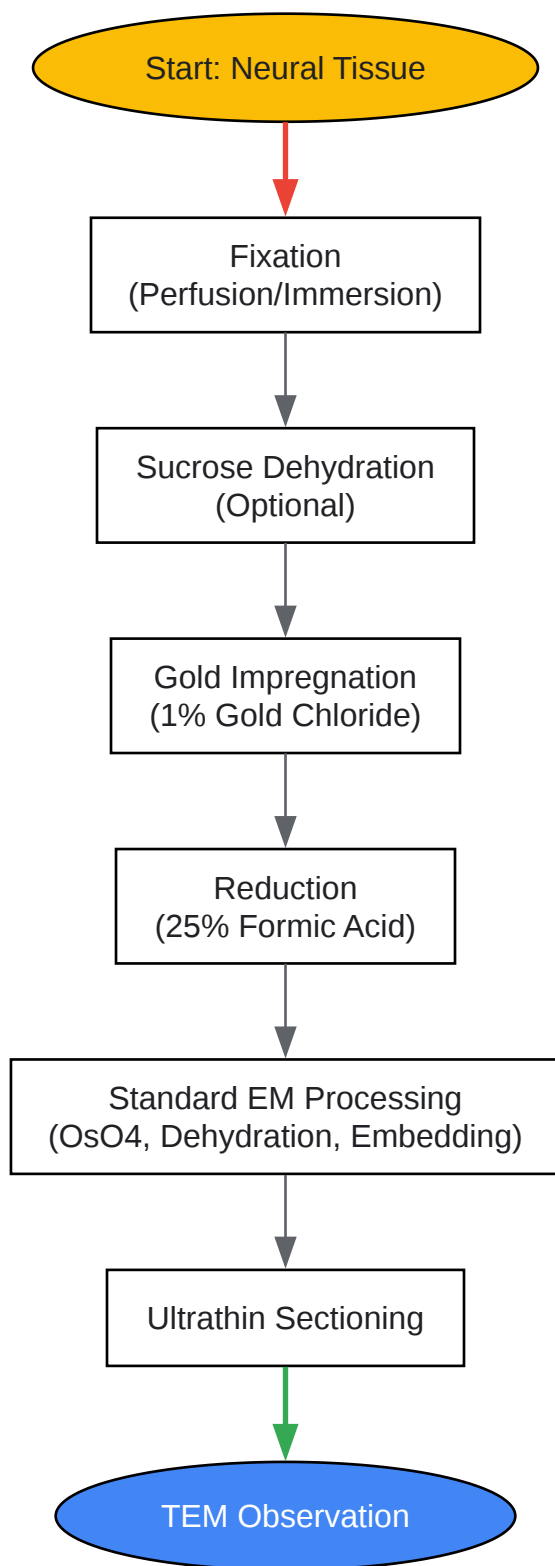 Start: Neural Tissue
Fixation
(Perfusion/Immersion)
Sucrose Dehydration
(Optional)
Gold Impregnation
(1% Gold Chloride)
Reduction
(25% Formic Acid)
Standard EM Processing
(OsO4, Dehydration, Embedding)
Ultrathin Sectioning
TEM Observation